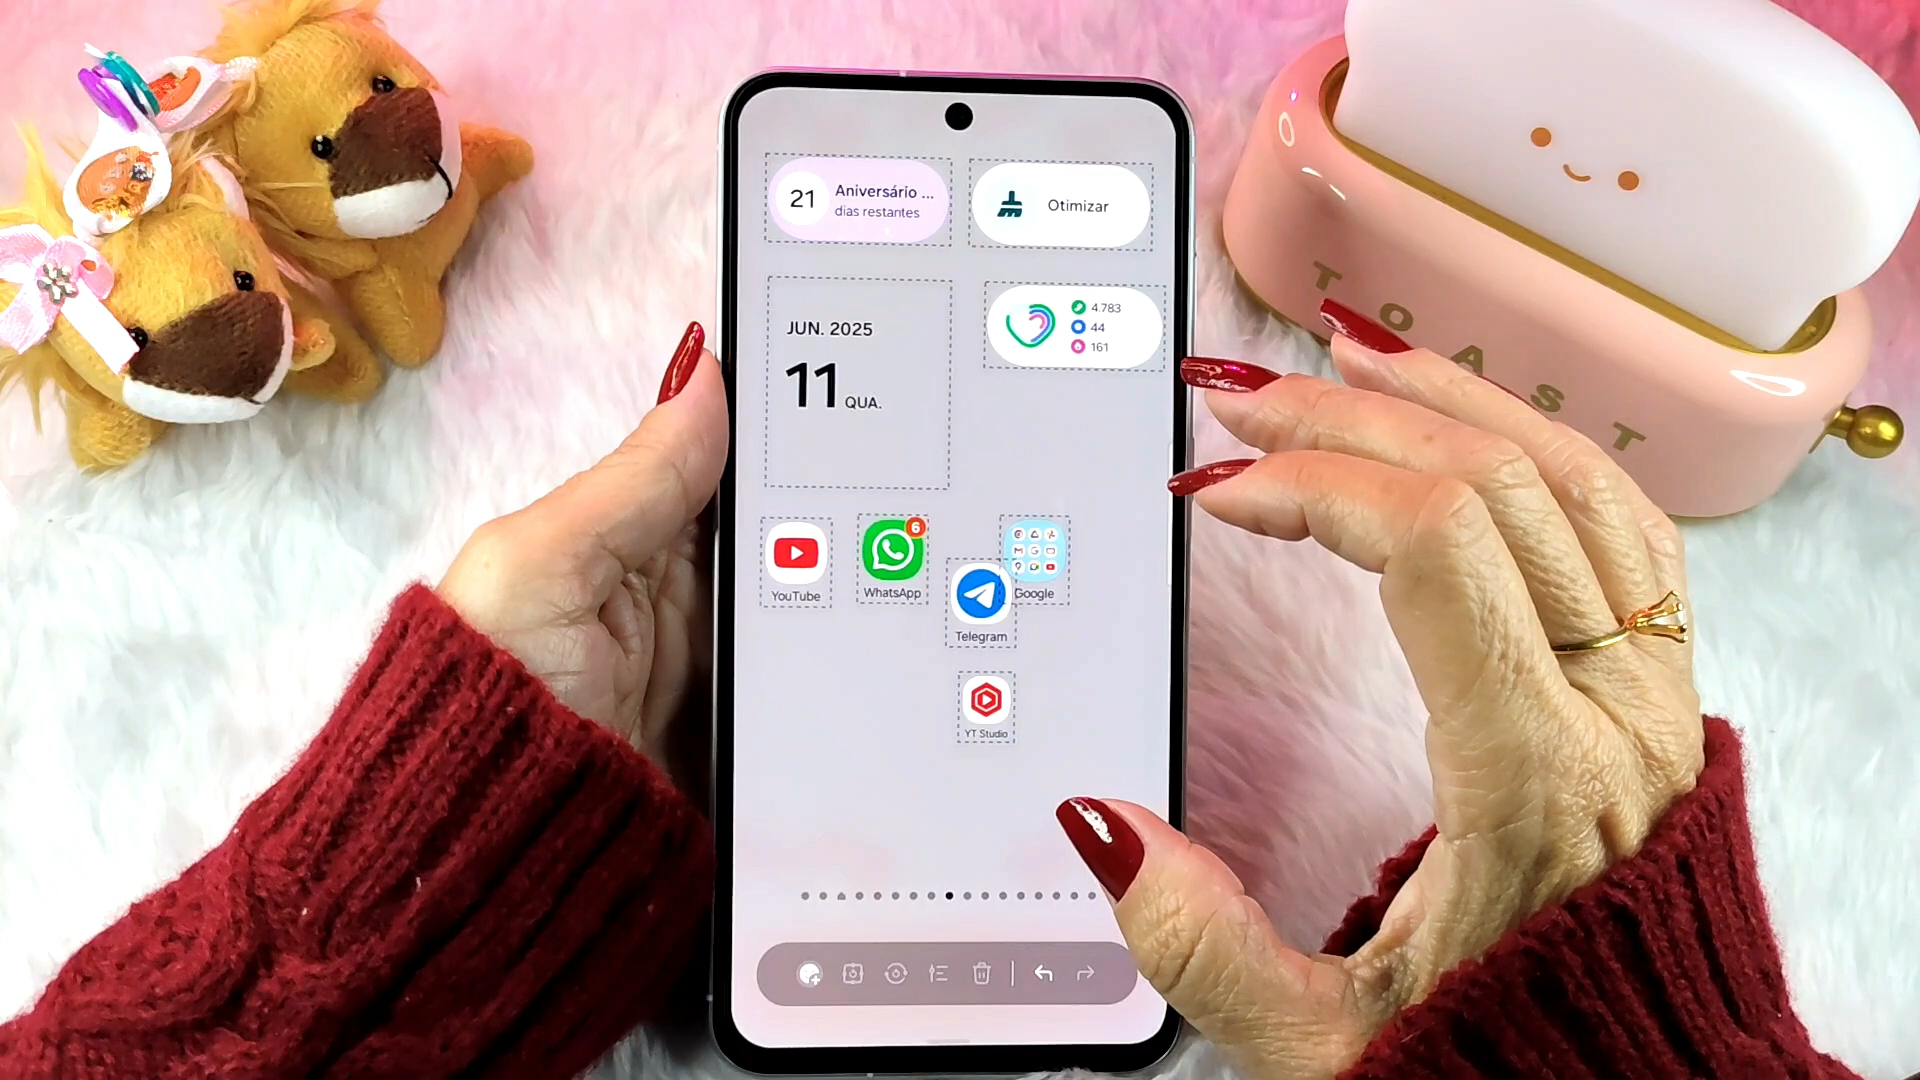 21
Aniversário ...
dias restantes
Otimizar
JUN. 2025
11 QUA.
4.783
44
161
YouTube
6
WhatsApp
Google
Telegram
YT Studio
TOAST